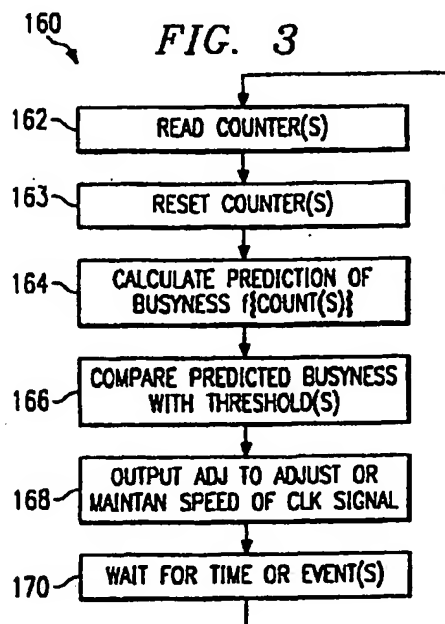 160
FIG. 3
162
READ COUNTER(S)
163
RESET COUNTER(S)
164
CALCULATE PREDICTION OF
BUSYNESS f{COUNT(S)}
166
COMPARE PREDICTED BUSYNESS
WITH THRESHOLD(S)
168
OUTPUT ADJ TO ADJUST OR
MAINTAN SPEED OF CLK SIGNAL
170
WAIT FOR TIME OR EVENT(S)